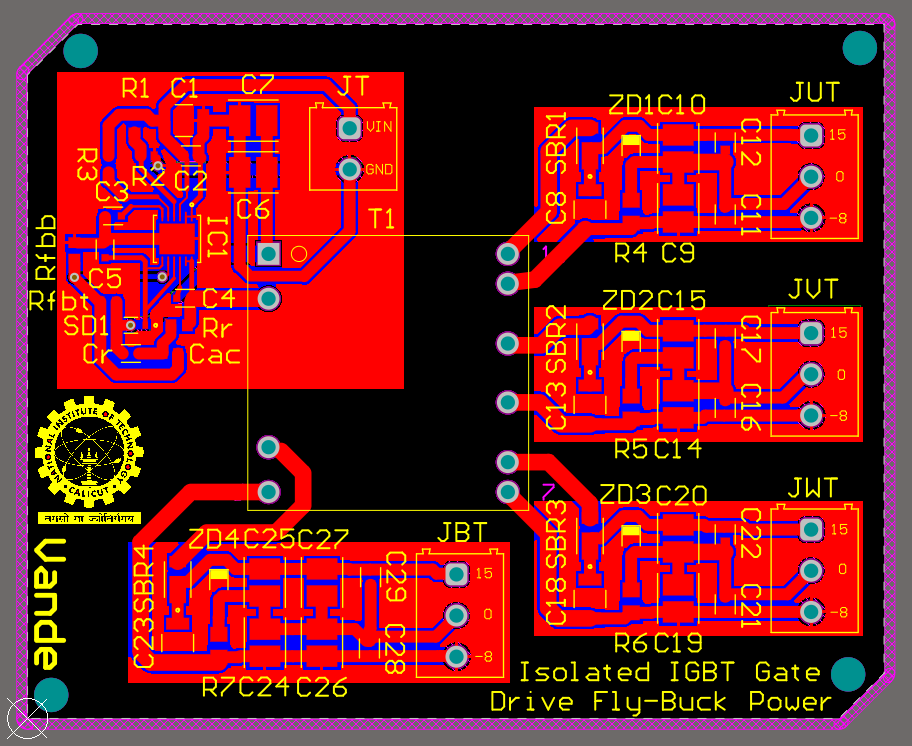 R1 C1 C7 JT
VIN
GND
R3
R2 C2
C3
C6
T1
IC1
Rfbb
C5
Rfbt
C4
SD1
Rr
Cr
Cac
ZD1C10 JUT
SBR1
C8
C12
C11
15
0
-8
R4 C9
1
ZD2C15 JVT
SBR2
C13
C17
C16
15
0
-8
R5C14
7
ZD3C20 JWT
SBR3
C18
C22
C21
15
0
-8
R6C19
NATIONAL INSTITUTE OF TECHNOLOGY
CALICUT
तमसो मा ज्योतिर्गमय
Vande
ZD4C25C27 JBT
C23SBR4
C29
C28
15
0
-8
R7C24C26
Isolated IGBT Gate
Drive Fly-Buck Power